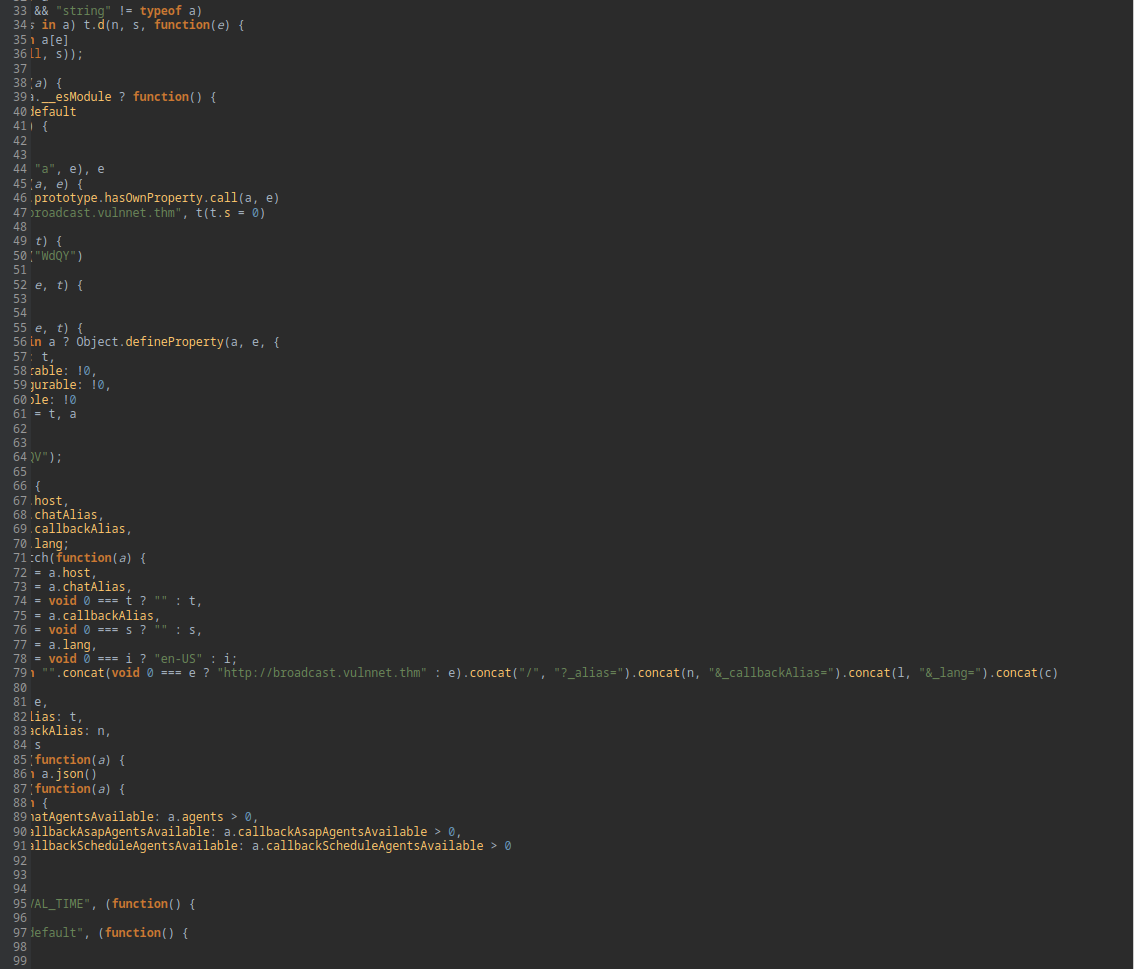 33 && "string" != typeof a)
34 s in a) t.d(n, s, function(e) {
35 n a[e]
36 ll, s));
37
38 (a) {
39 a.__esModule ? function() {
40 default
41 ) {
42
43
44 "a", e), e
45 (a, e) {
46 .prototype.hasOwnProperty.call(a, e)
47 broadcast.vulnnet.thm", t(t.s = 0)
48
49 t) {
50 ("WdQY")
51
52 e, t) {
53
54
55 e, t) {
56 in a ? Object.defineProperty(a, e, {
57 : t,
58 rable: !0,
59 gurable: !0,
60 ble: !0
61 = t, a
62
63
64 QV");
65
66 {
67 .host,
68 .chatAlias,
69 .callbackAlias,
70 .lang;
71 tch(function(a) {
72 = a.host,
73 = a.chatAlias,
74 = void 0 === t ? "" : t,
75 = a.callbackAlias,
76 = void 0 === s ? "" : s,
77 = a.lang,
78 = void 0 === i ? "en-US" : i;
79 n "".concat(void 0 === e ? "http://broadcast.vulnnet.thm" : e).concat("/", "?_alias=").concat(n, "&_callbackAlias=").concat(l, "&_lang=").concat(c)
80
81 e,
82 lias: t,
83 ackAlias: n,
84 s
85 (function(a) {
86 n a.json()
87 (function(a) {
88 n {
89 hatAgentsAvailable: a.agents > 0,
90 allbackAsapAgentsAvailable: a.callbackAsapAgentsAvailable > 0,
91 allbackScheduleAgentsAvailable: a.callbackScheduleAgentsAvailable > 0
92
93
94
95 VAL_TIME", (function() {
96
97 default", (function() {
98
99